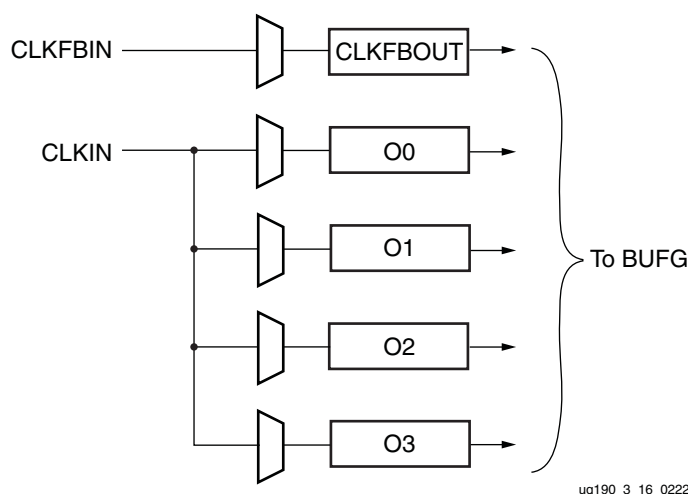 CLKFBIN
CLKFBOUT
CLKIN
O0
O1
To BUFG
O2
O3
ug190_3_16_0222